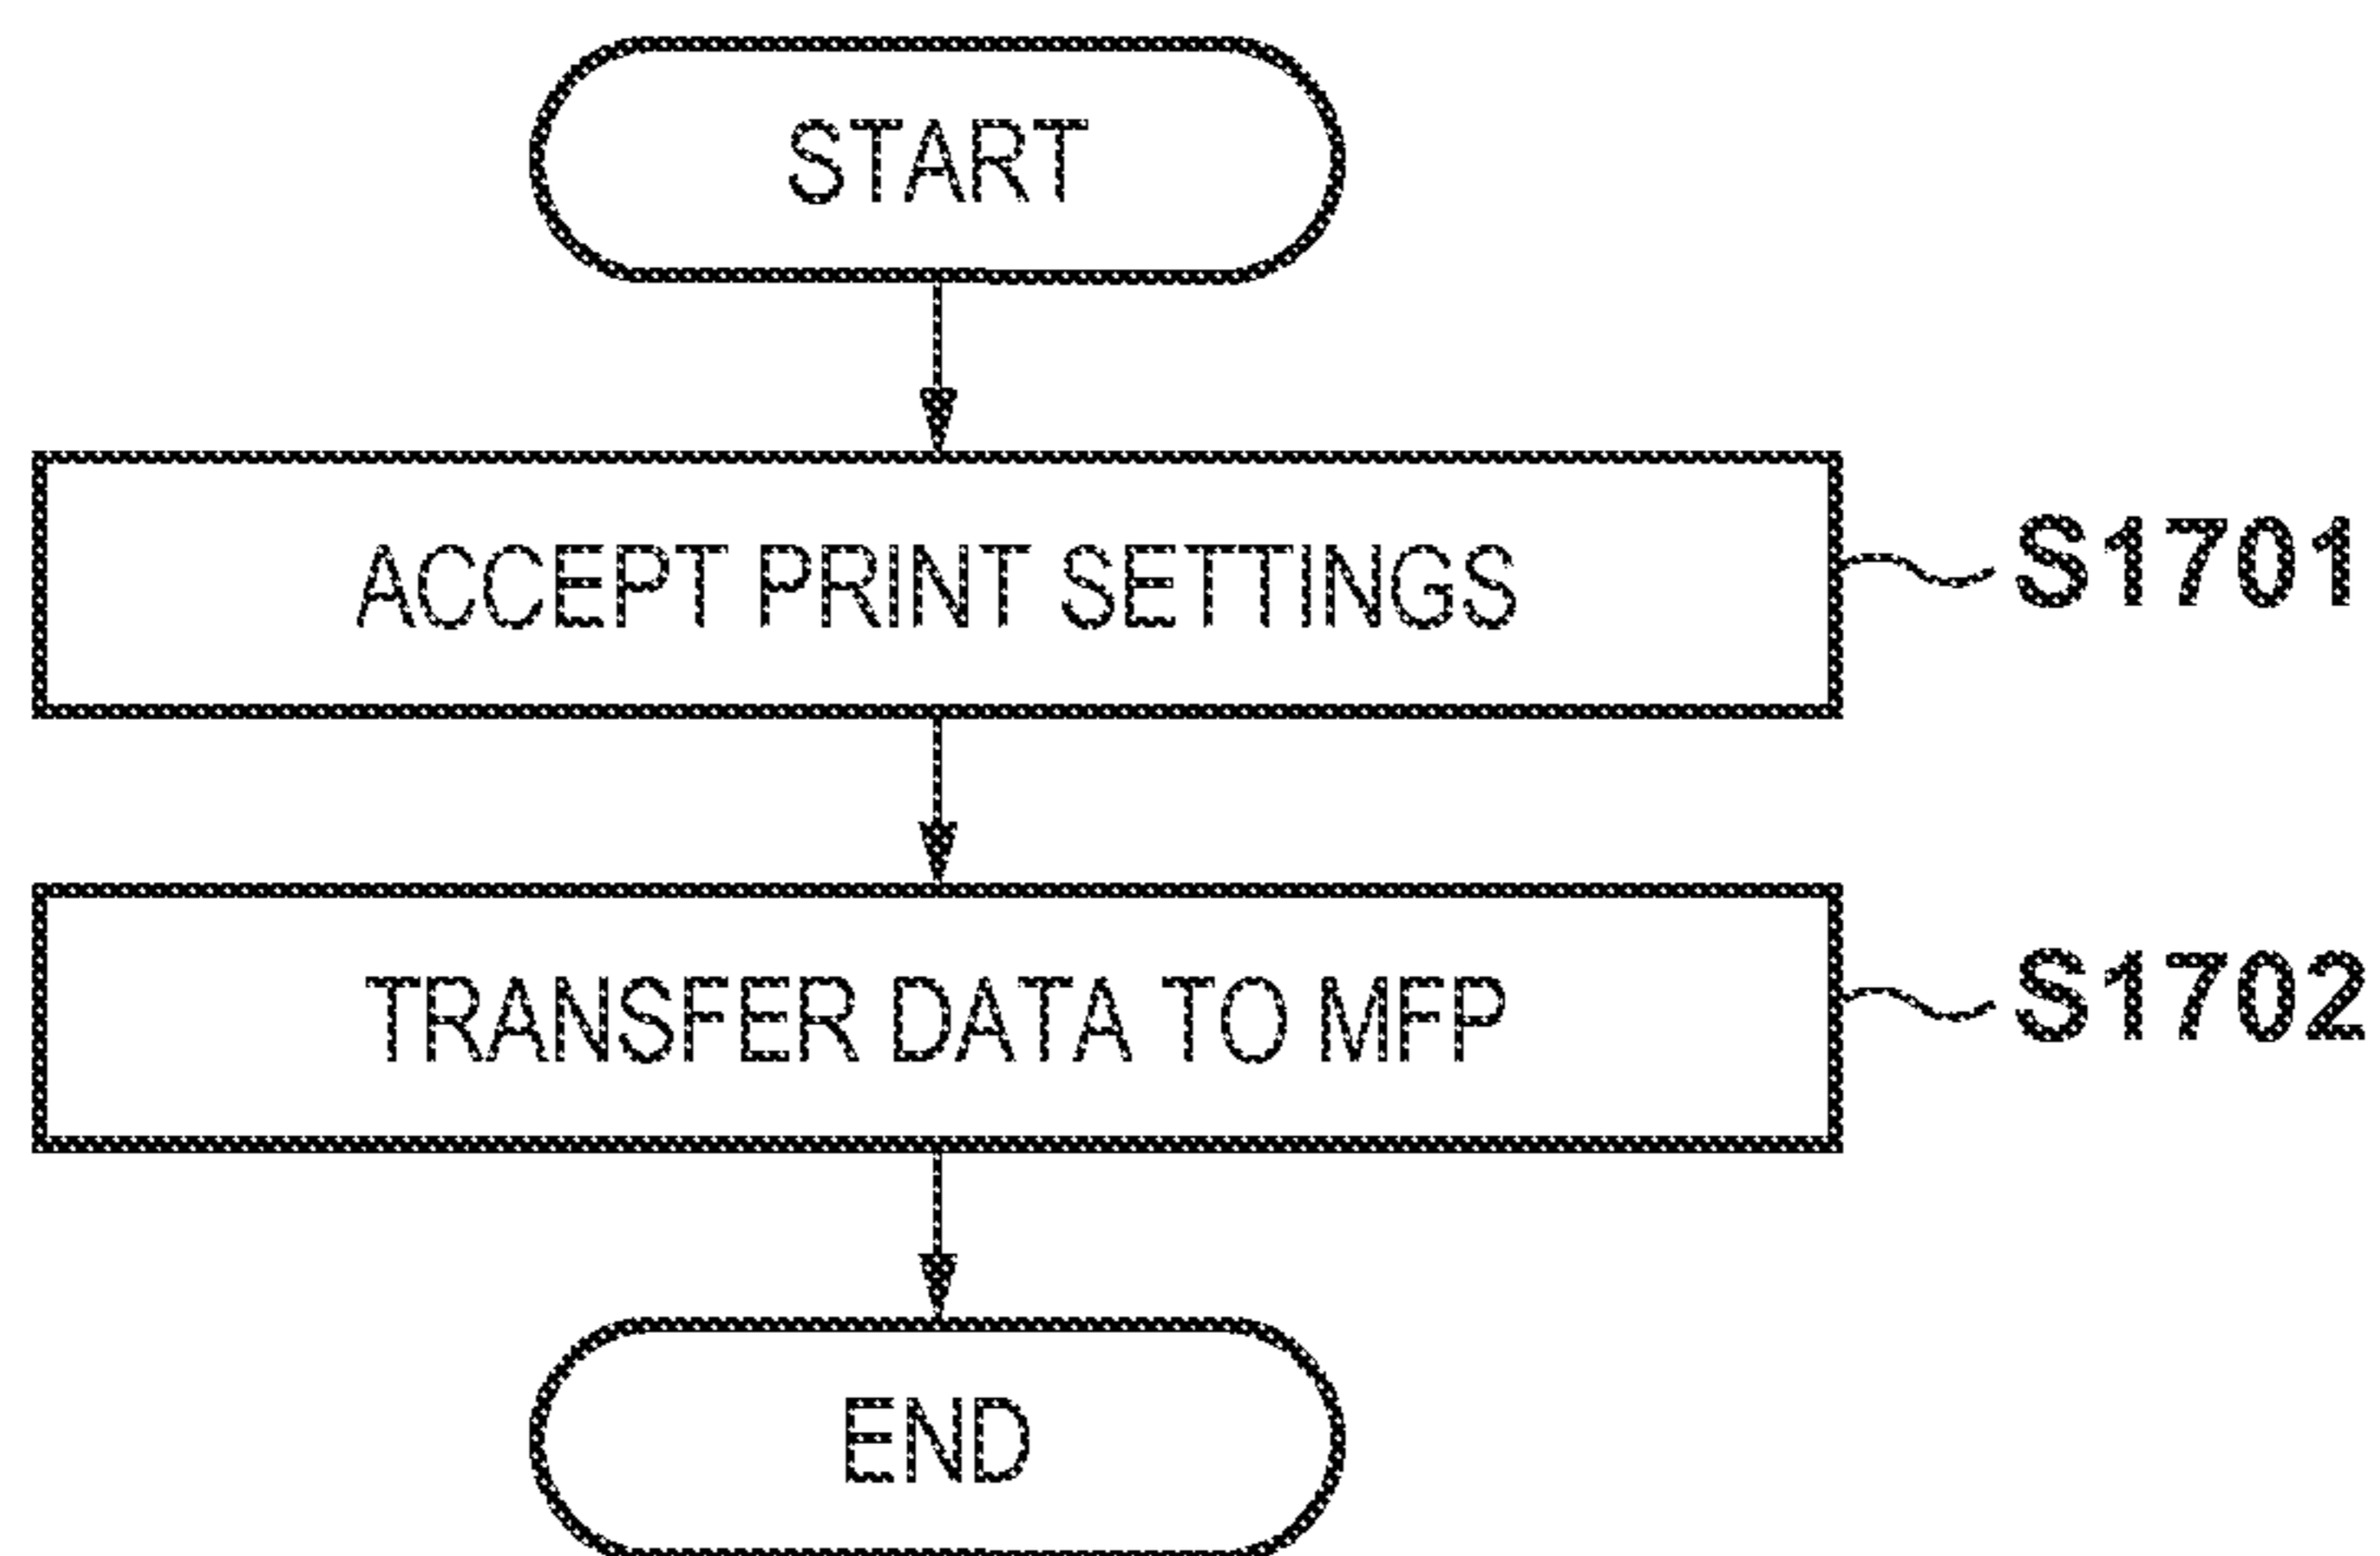 START
ACCEPT PRINT SETTINGS
S1701
TRANSFER DATA TO MFP
S1702
END